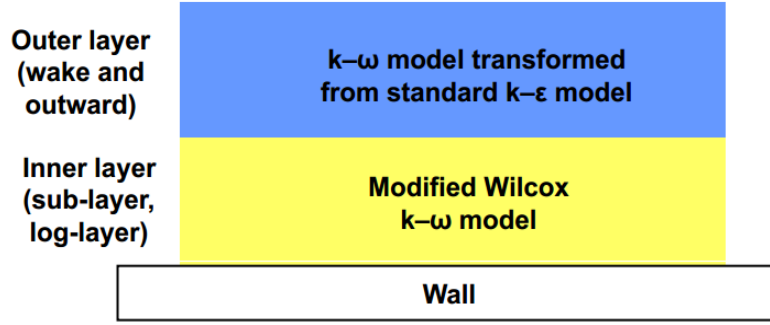 Outer layer
(wake and
outward)
k–ω model transformed
from standard k–ε model
Inner layer
(sub-layer,
log-layer)
Modified Wilcox
k–ω model
Wall